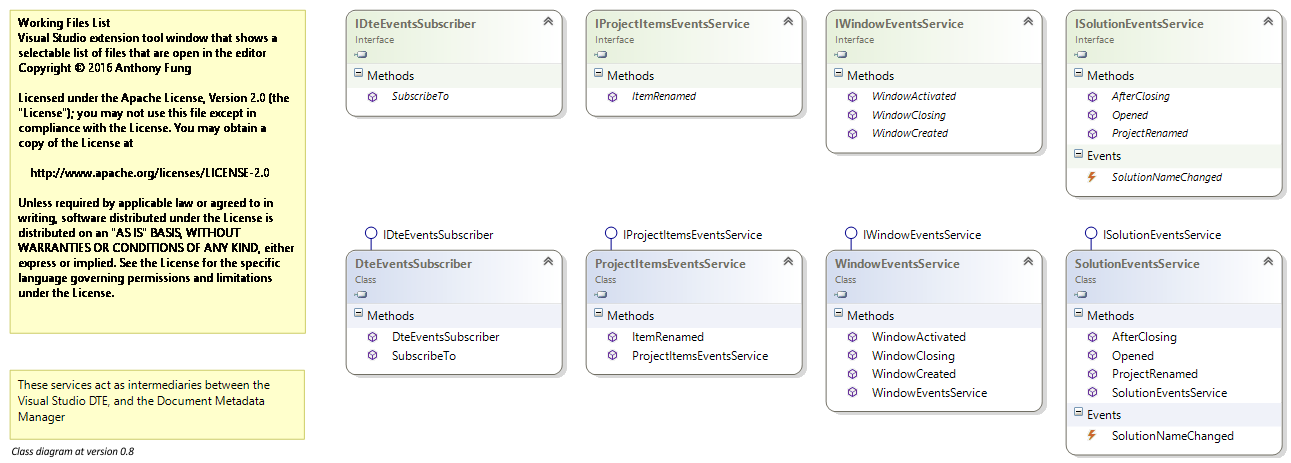 Working Files List
Visual Studio extension tool window that shows a
selectable list of files that are open in the editor
Copyright © 2016 Anthony Fung
Licensed under the Apache License, Version 2.0 (the
"License"); you may not use this file except in
compliance with the License. You may obtain a
copy of the License at
http://www.apache.org/licenses/LICENSE-2.0
Unless required by applicable law or agreed to in
writing, software distributed under the License is
distributed on an "AS IS" BASIS, WITHOUT
WARRANTIES OR CONDITIONS OF ANY KIND, either
express or implied. See the License for the specific
language governing permissions and limitations
under the License.
These services act as intermediaries between the
Visual Studio DTE, and the Document Metadata
Manager
Class diagram at version 0.8
IDteEventsSubscriber
Interface
Methods
SubscribeTo
IProjectItemsEventsService
Interface
Methods
ItemRenamed
IWindowEventsService
Interface
Methods
WindowActivated
WindowClosing
WindowCreated
ISolutionEventsService
Interface
Methods
AfterClosing
Opened
ProjectRenamed
Events
SolutionNameChanged
IDteEventsSubscriber
DteEventsSubscriber
Class
Methods
DteEventsSubscriber
SubscribeTo
IProjectItemsEventsService
ProjectItemsEventsService
Class
Methods
ItemRenamed
ProjectItemsEventsService
IWindowEventsService
WindowEventsService
Class
Methods
WindowActivated
WindowClosing
WindowCreated
WindowEventsService
ISolutionEventsService
SolutionEventsService
Class
Methods
AfterClosing
Opened
ProjectRenamed
SolutionEventsService
Events
SolutionNameChanged